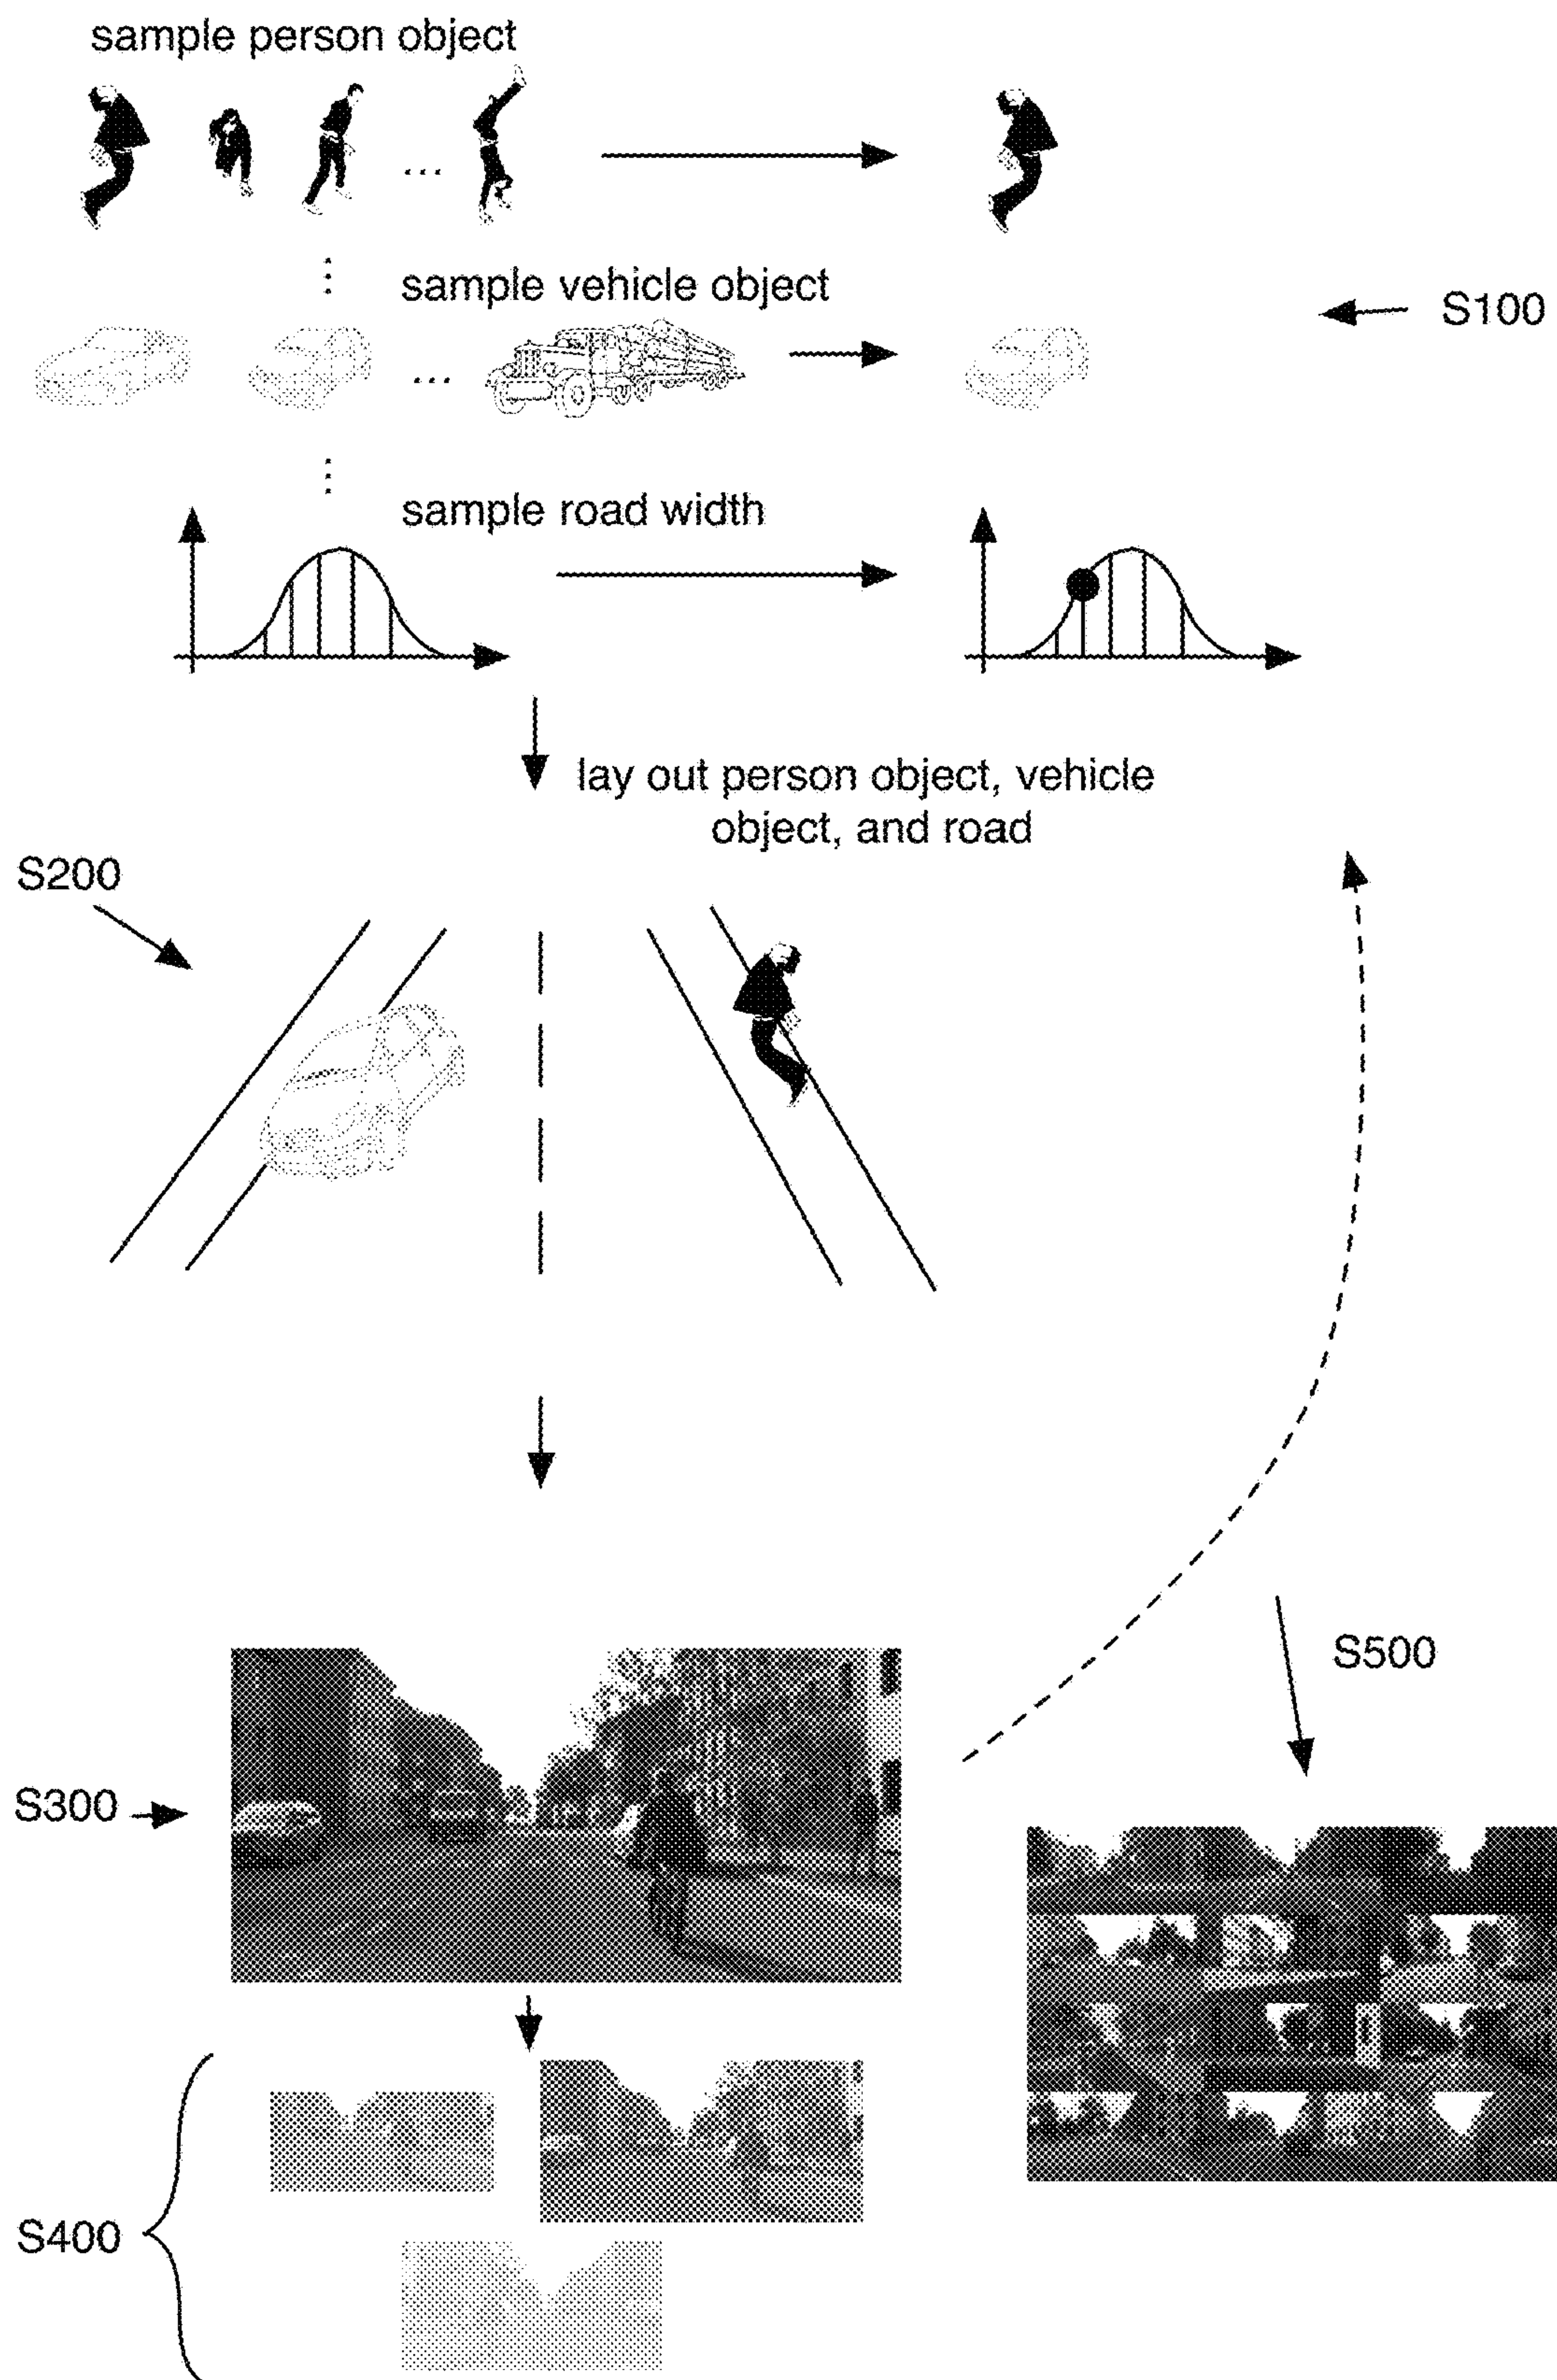 sample person object
sample vehicle object
S100
sample road width
lay out person object, vehicle
object, and road
S200
S500
S300
S400